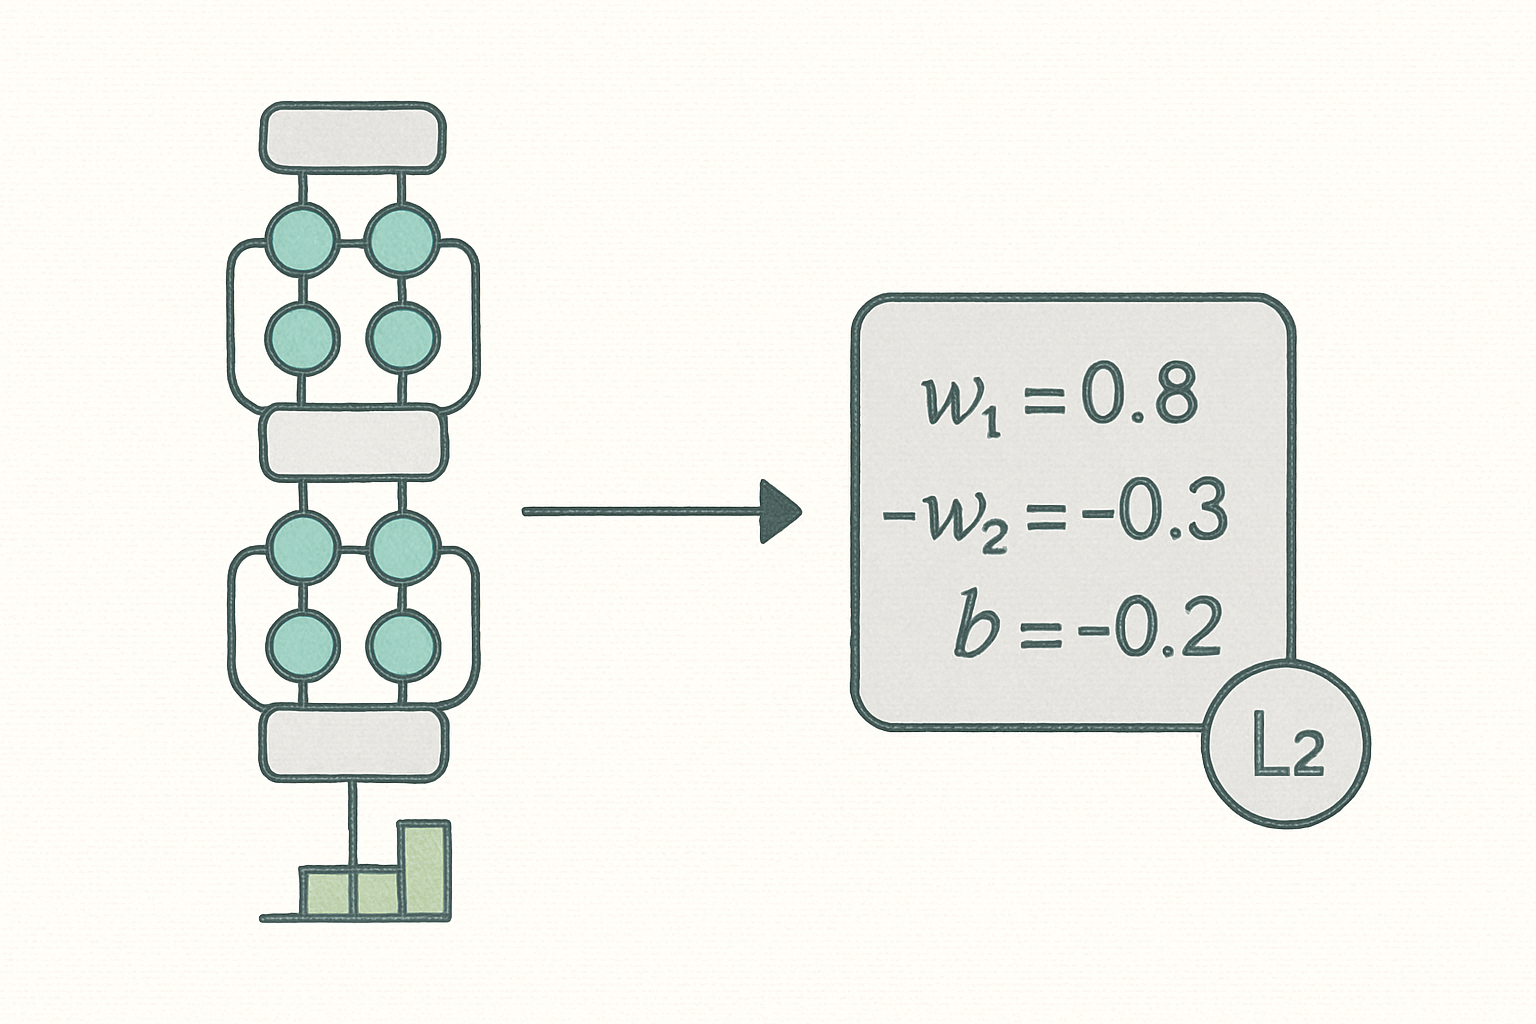 w₁ = 0.8
-w₂ = -0.3
b = -0.2
L2